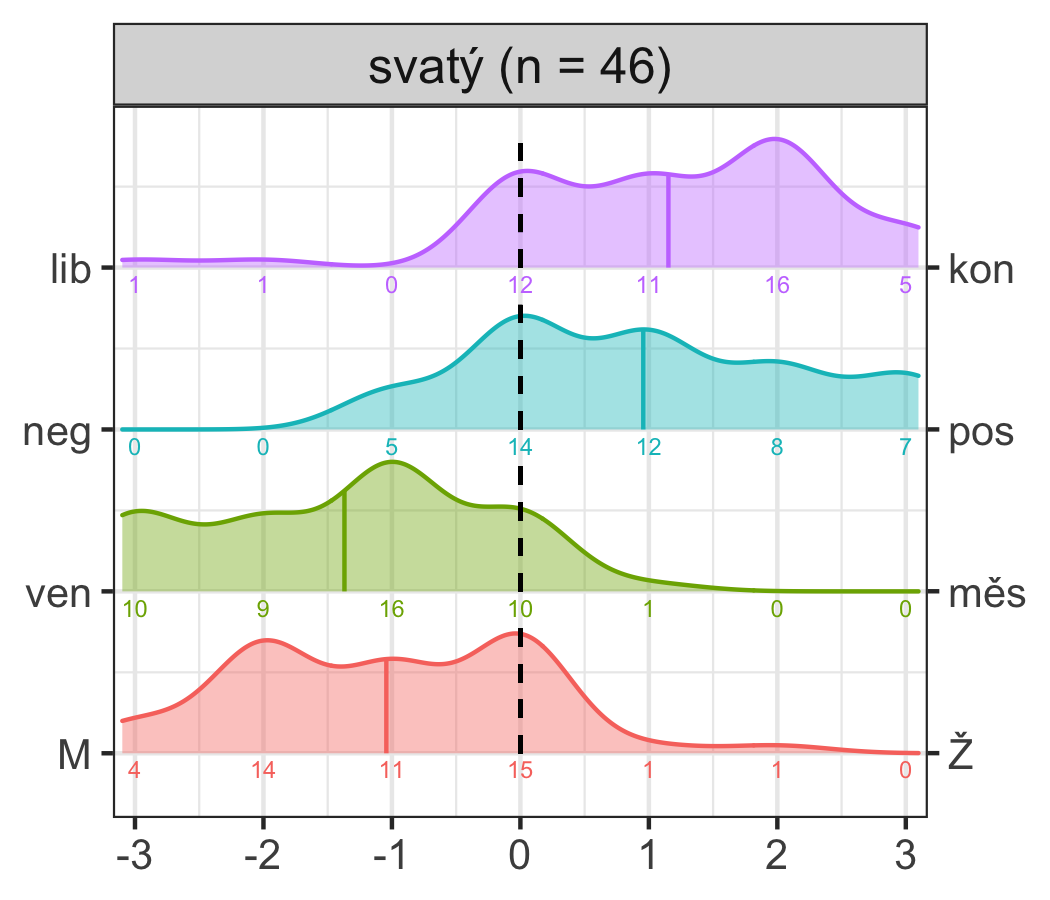 svatý (n = 46)
lib kon
1 1 0 12 11 16 5
neg pos
0 0 5 14 12 8 7
ven měs
10 9 16 10 1 0 0
M Ž
4 14 11 15 1 1 0
-3 -2 -1 0 1 2 3